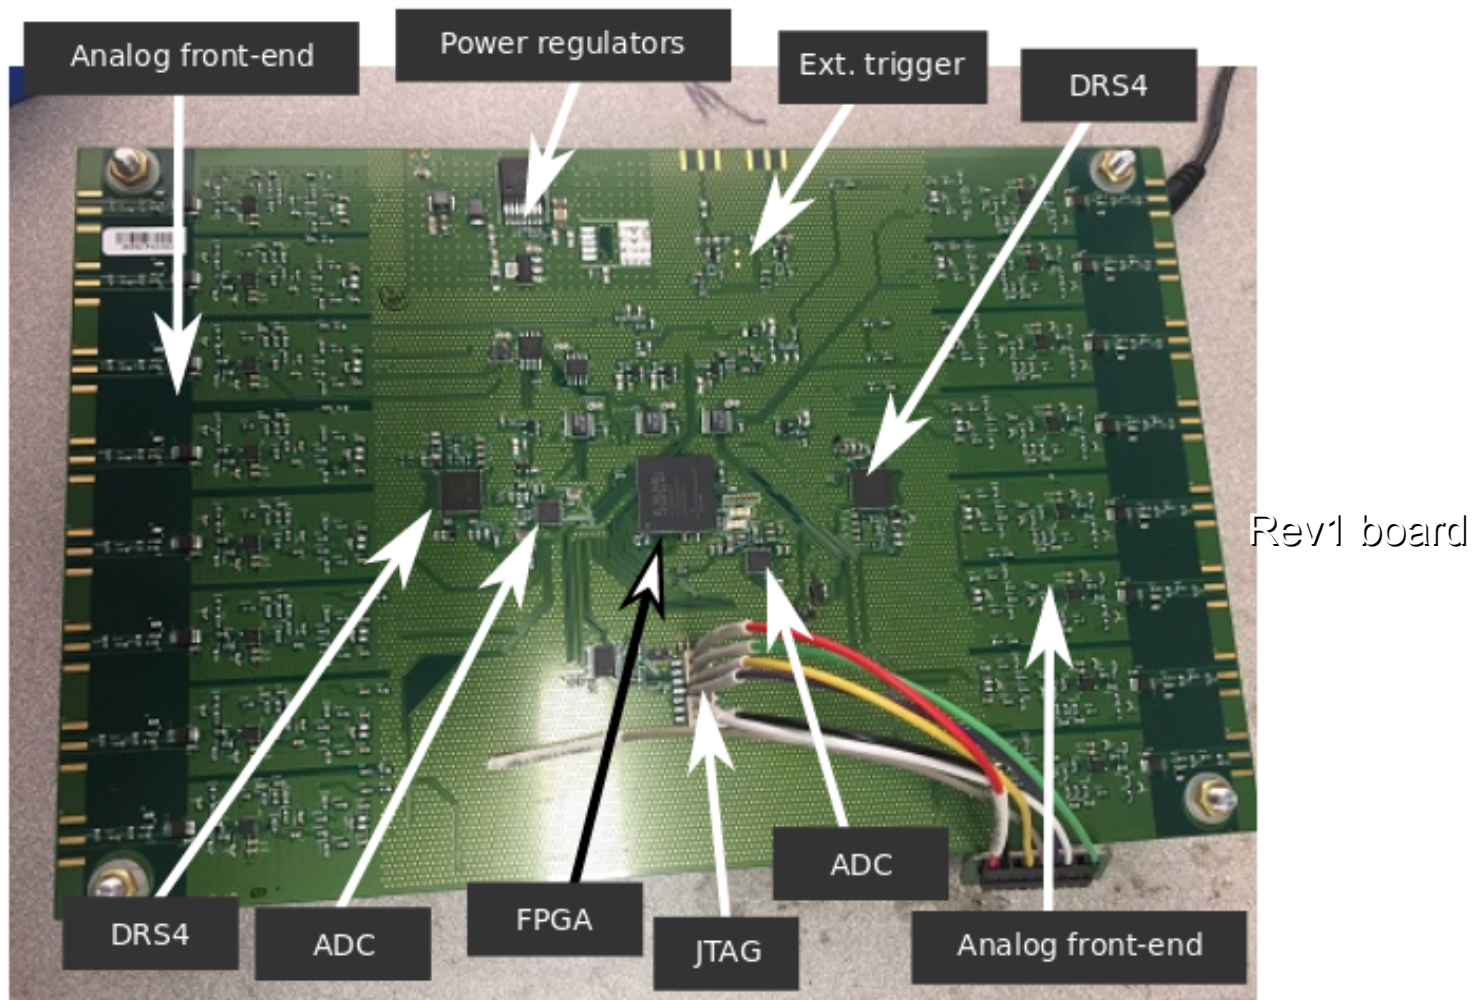 Analog front-end
Power regulators
Ext. trigger
DRS4
Rev1 board
DRS4
ADC
FPGA
JTAG
ADC
Analog front-end